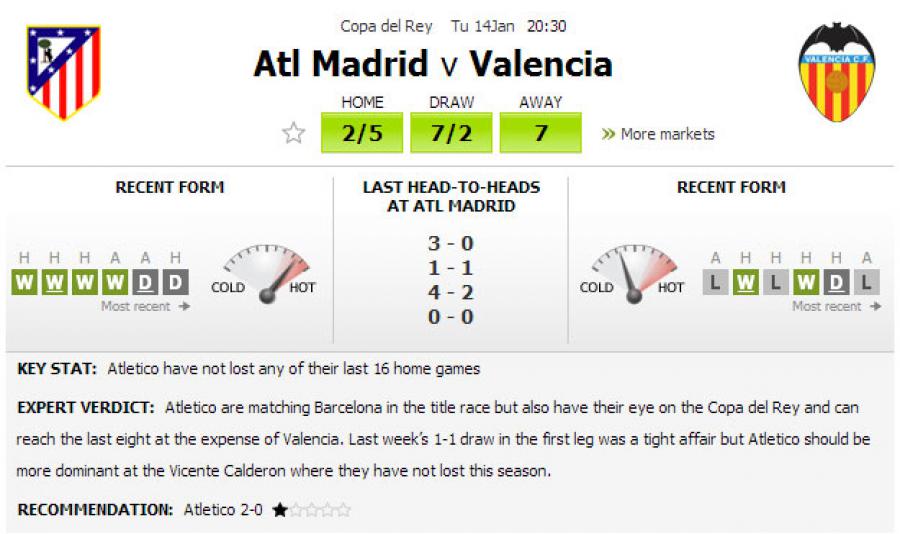 Copa del Rey Tu 14Jan 20:30
Atl Madrid v Valencia
VALENCIA C.F.
HOME DRAW AWAY
2/5 7/2 7 » More markets
RECENT FORM
H H H A A H
W W W W D D
Most recent →
COLD HOT
LAST HEAD-TO-HEADS
AT ATL MADRID
3 - 0
1 - 1
4 - 2
0 - 0
RECENT FORM
COLD HOT
A H H H H A
L W L W D L
Most recent →
KEY STAT: Atletico have not lost any of their last 16 home games
EXPERT VERDICT: Atletico are matching Barcelona in the title race but also have their eye on the Copa del Rey and can
reach the last eight at the expense of Valencia. Last week's 1-1 draw in the first leg was a tight affair but Atletico should be
more dominant at the Vicente Calderon where they have not lost this season.
RECOMMENDATION: Atletico 2-0 ★☆☆☆☆